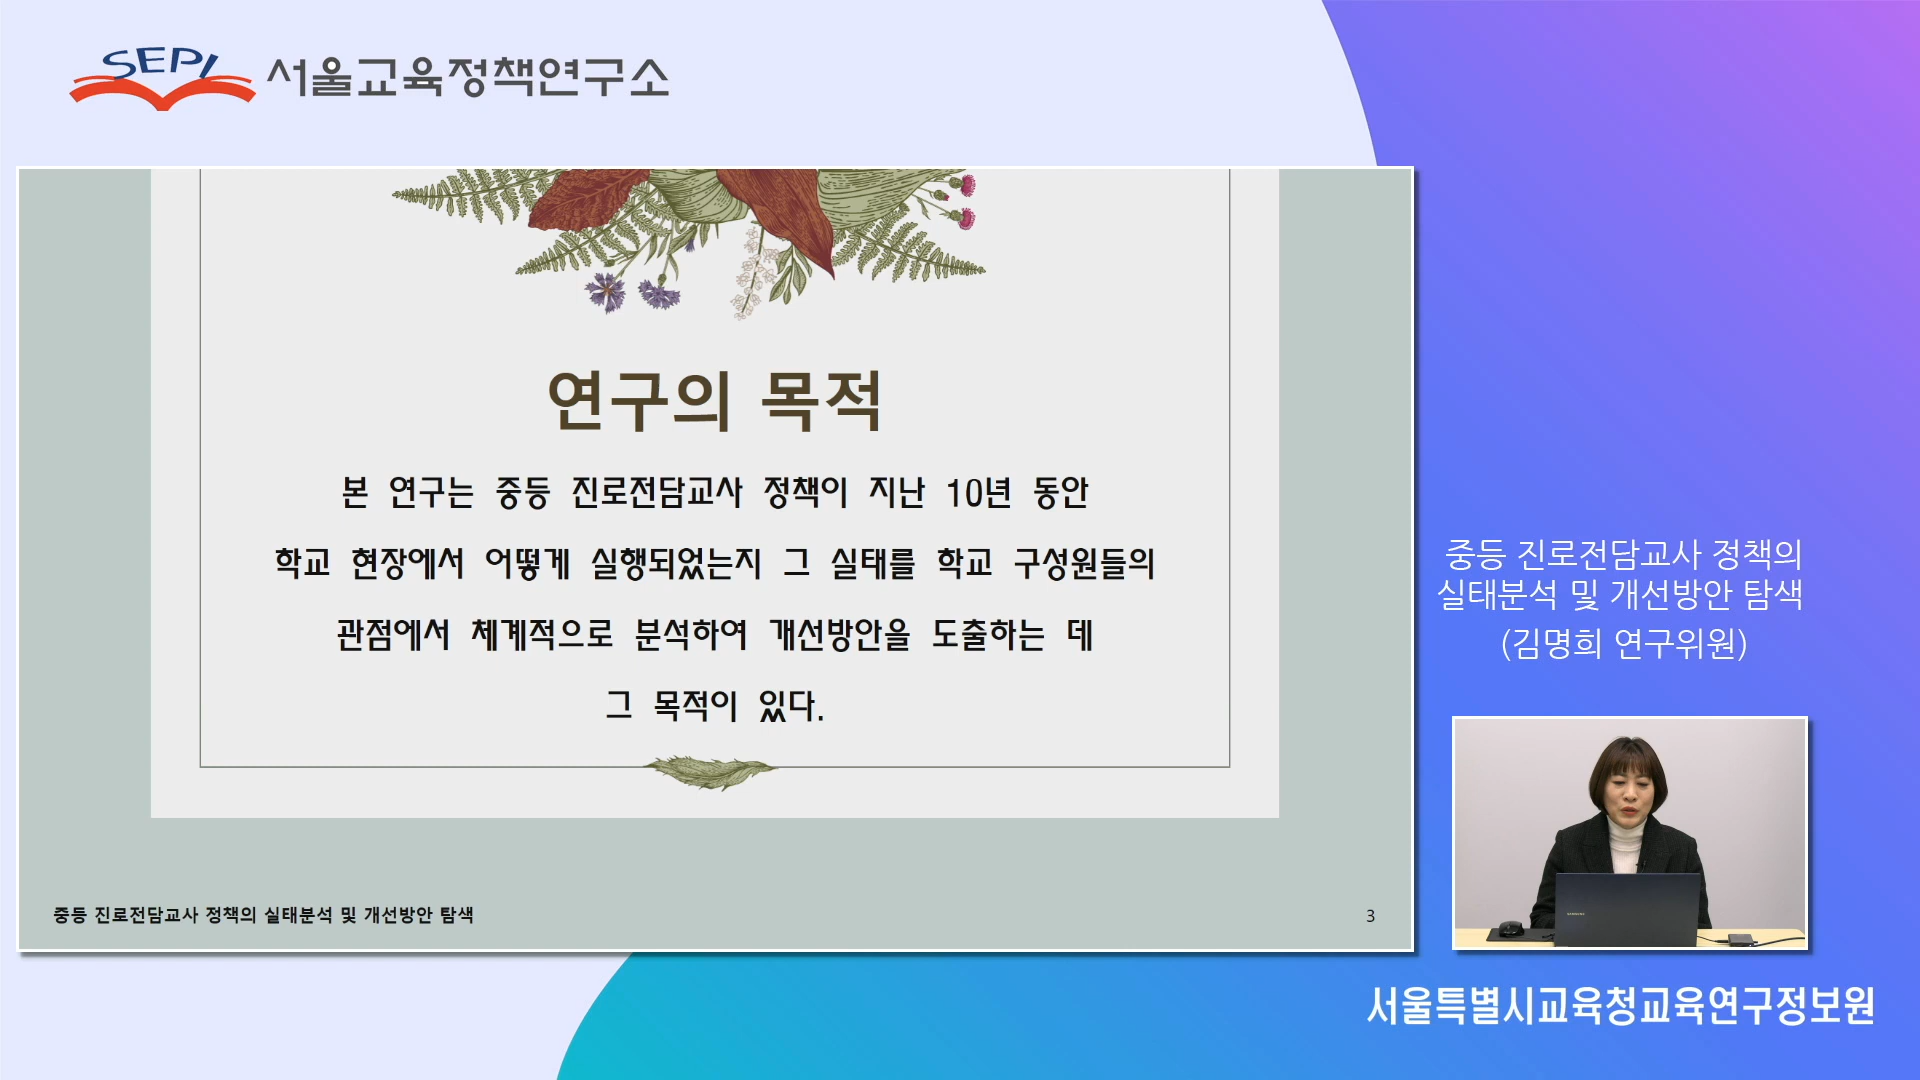 SEPI 서울교육정책연구소
연구의 목적
본 연구는 중등 진로전담교사 정책이 지난 10년 동안
학교 현장에서 어떻게 실행되었는지 그 실태를 학교 구성원들의
관점에서 체계적으로 분석하여 개선방안을 도출하는 데
그 목적이 있다.
중등 진로전담교사 정책의 실태분석 및 개선방안 탐색
3
중등 진로전담교사 정책의
실태분석 및 개선방안 탐색
(김명희 연구위원)
SAMSUNG
서울특별시교육청교육연구정보원